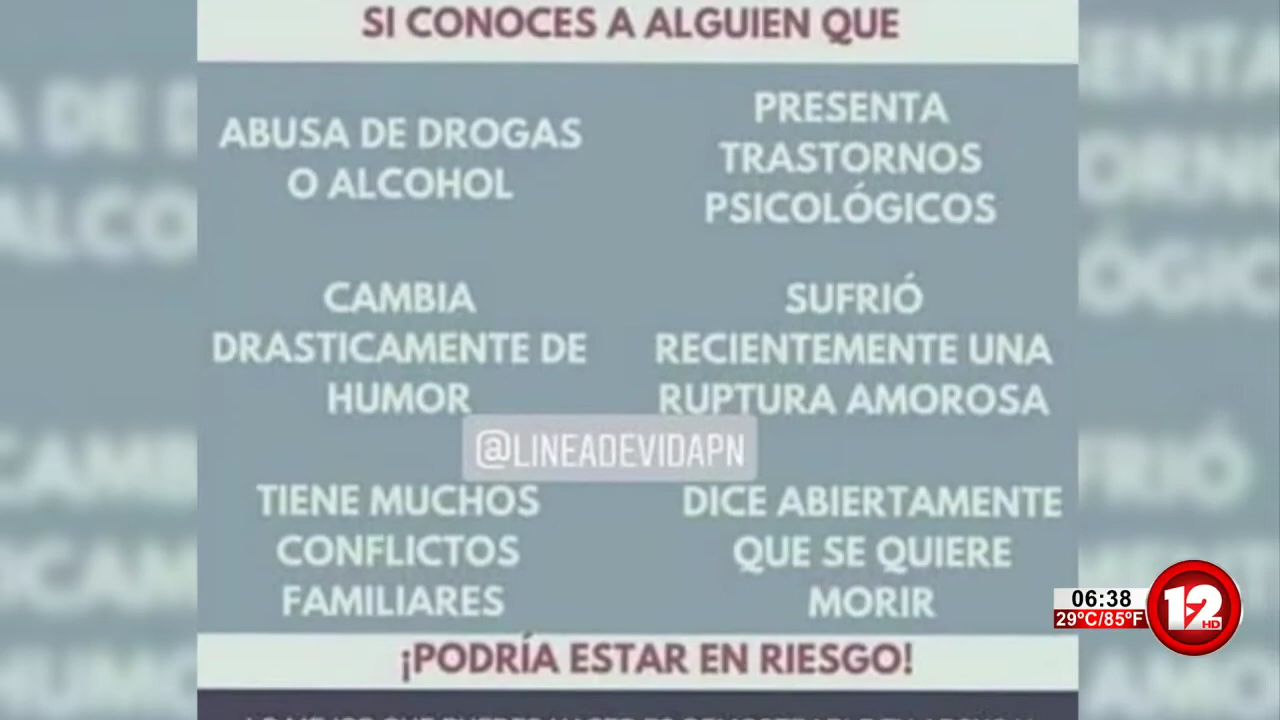 SI CONOCES A ALGUIEN QUE
ABUSA DE DROGAS
O ALCOHOL
PRESENTA
TRASTORNOS
PSICOLÓGICOS
CAMBIA
DRASTICAMENTE DE
HUMOR
SUFRIÓ
RECIENTEMENTE UNA
RUPTURA AMOROSA
@LINEADEVIDAPN
TIENE MUCHOS
CONFLICTOS
FAMILIARES
DICE ABIERTAMENTE
QUE SE QUIERE
MORIR
¡PODRÍA ESTAR EN RIESGO!
06:38
29ºC/85ºF
12
HD